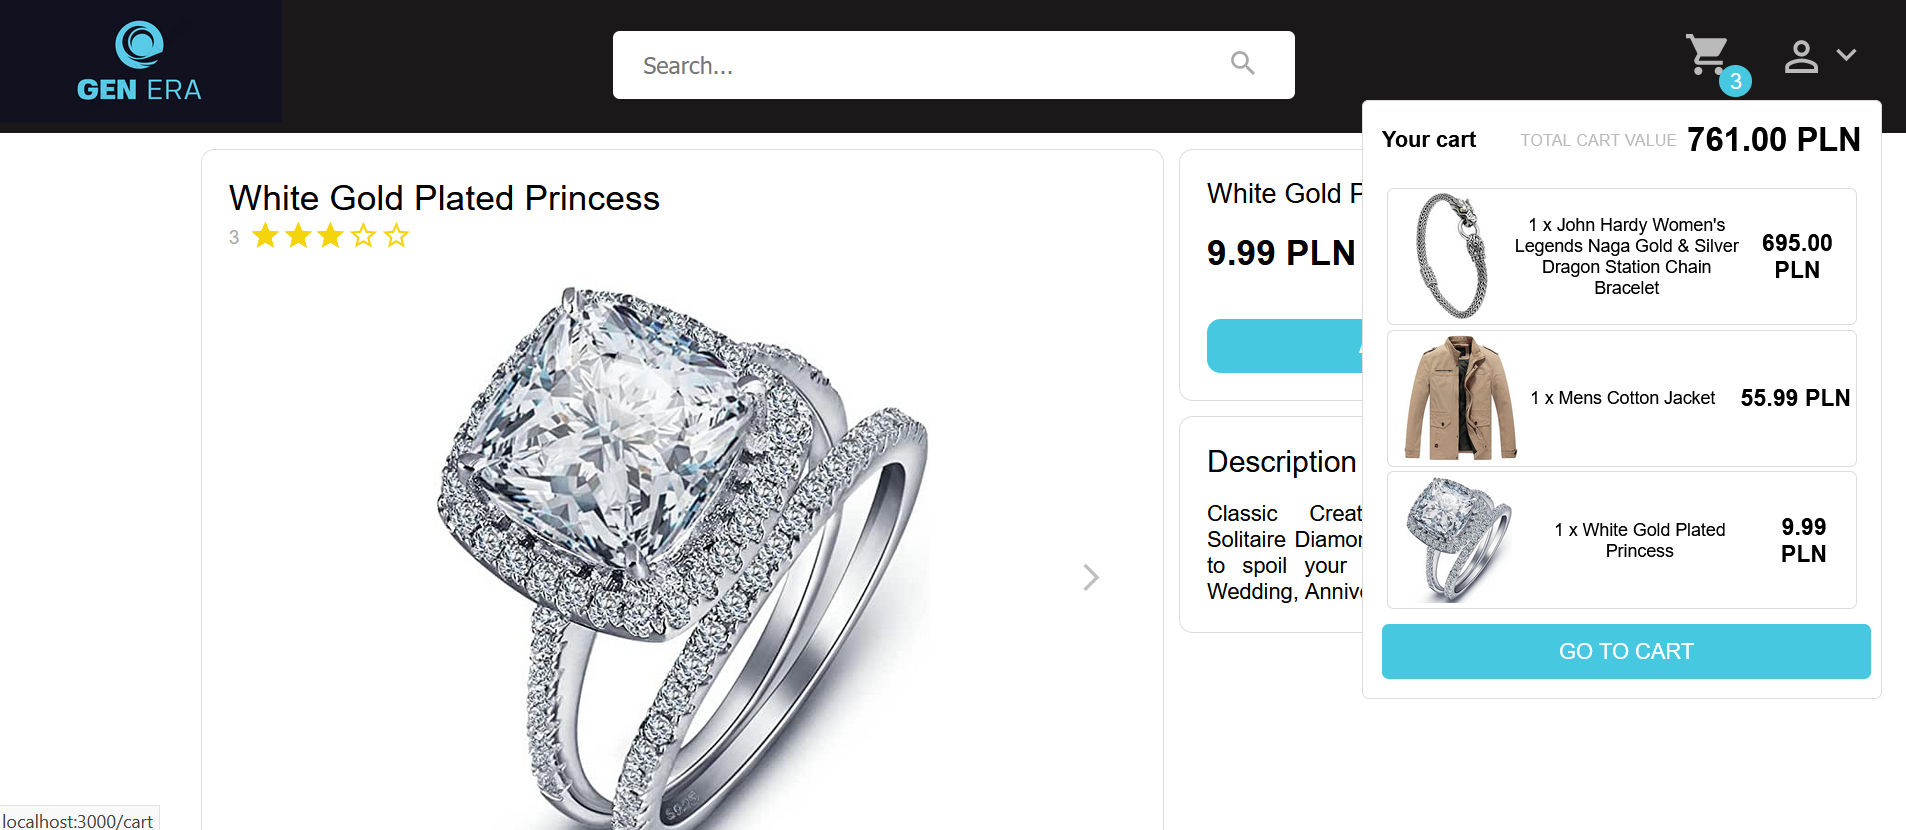 GEN ERA
Search...
3
Your cart TOTAL CART VALUE 761.00 PLN
White Gold Plated Princess
3
White Gold P
9.99 PLN
Description
Classic Creat
Solitaire Diamon
to spoil your
Wedding, Annive
1 x John Hardy Women's
Legends Naga Gold & Silver
Dragon Station Chain
Bracelet
695.00
PLN
1 x Mens Cotton Jacket
55.99 PLN
1 x White Gold Plated
Princess
9.99
PLN
GO TO CART
localhost:3000/cart